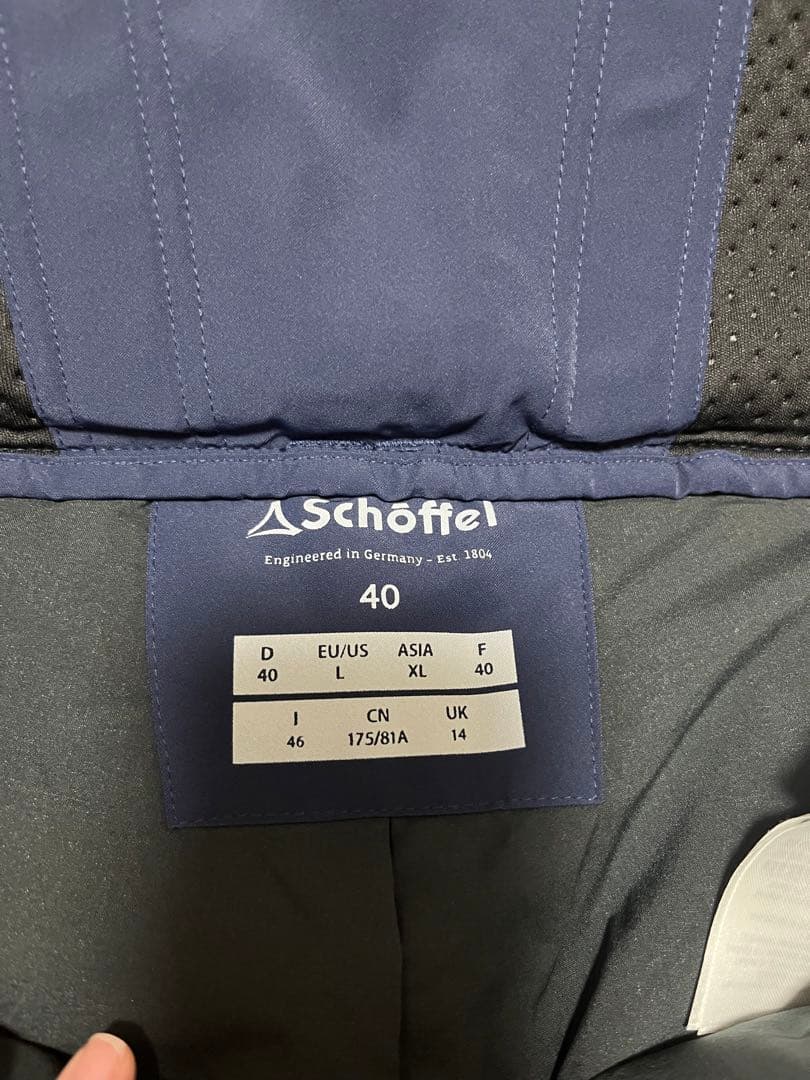 Schöffel
Engineered in Germany – Est. 1804
40
D EU/US ASIA F
40 L XL 40
I CN UK
46 175/81A 14